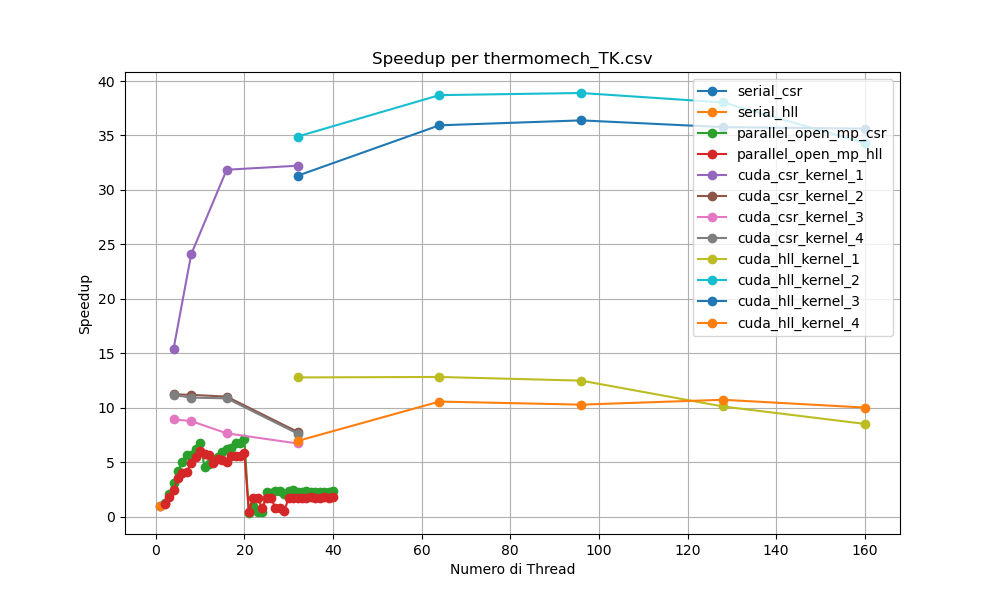 Speedup per thermomech_TK.csv
Speedup
40
35
30
25
20
15
10
5
0
serial_csr
serial_hll
parallel_open_mp_csr
parallel_open_mp_hll
cuda_csr_kernel_1
cuda_csr_kernel_2
cuda_csr_kernel_3
cuda_csr_kernel_4
cuda_hll_kernel_1
cuda_hll_kernel_2
cuda_hll_kernel_3
cuda_hll_kernel_4
0 20 40 60 80 100 120 140 160
Numero di Thread